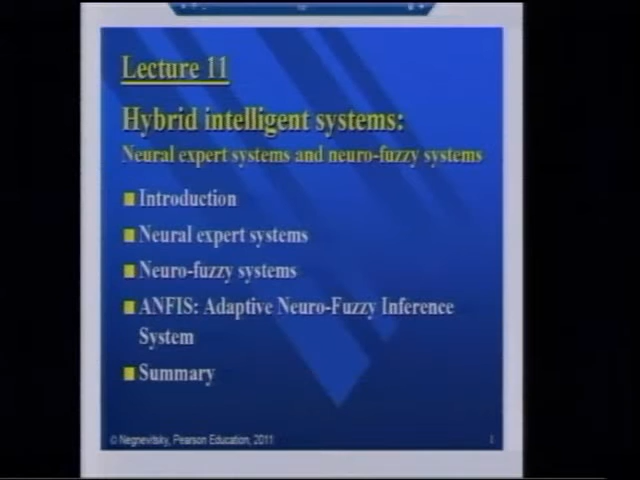 Lecture 11
Hybrid intelligent systems:
Neural expert systems and neuro-fuzzy systems
Introduction
Neural expert systems
Neuro-fuzzy systems
ANFIS: Adaptive Neuro-Fuzzy Inference
System
Summary
© Negnevitsky, Pearson Education, 2011
1